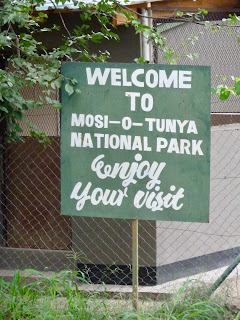 WELCOME
TO
MOSI-O-TUNYA
NATIONAL PARK
Enjoy
Your visit